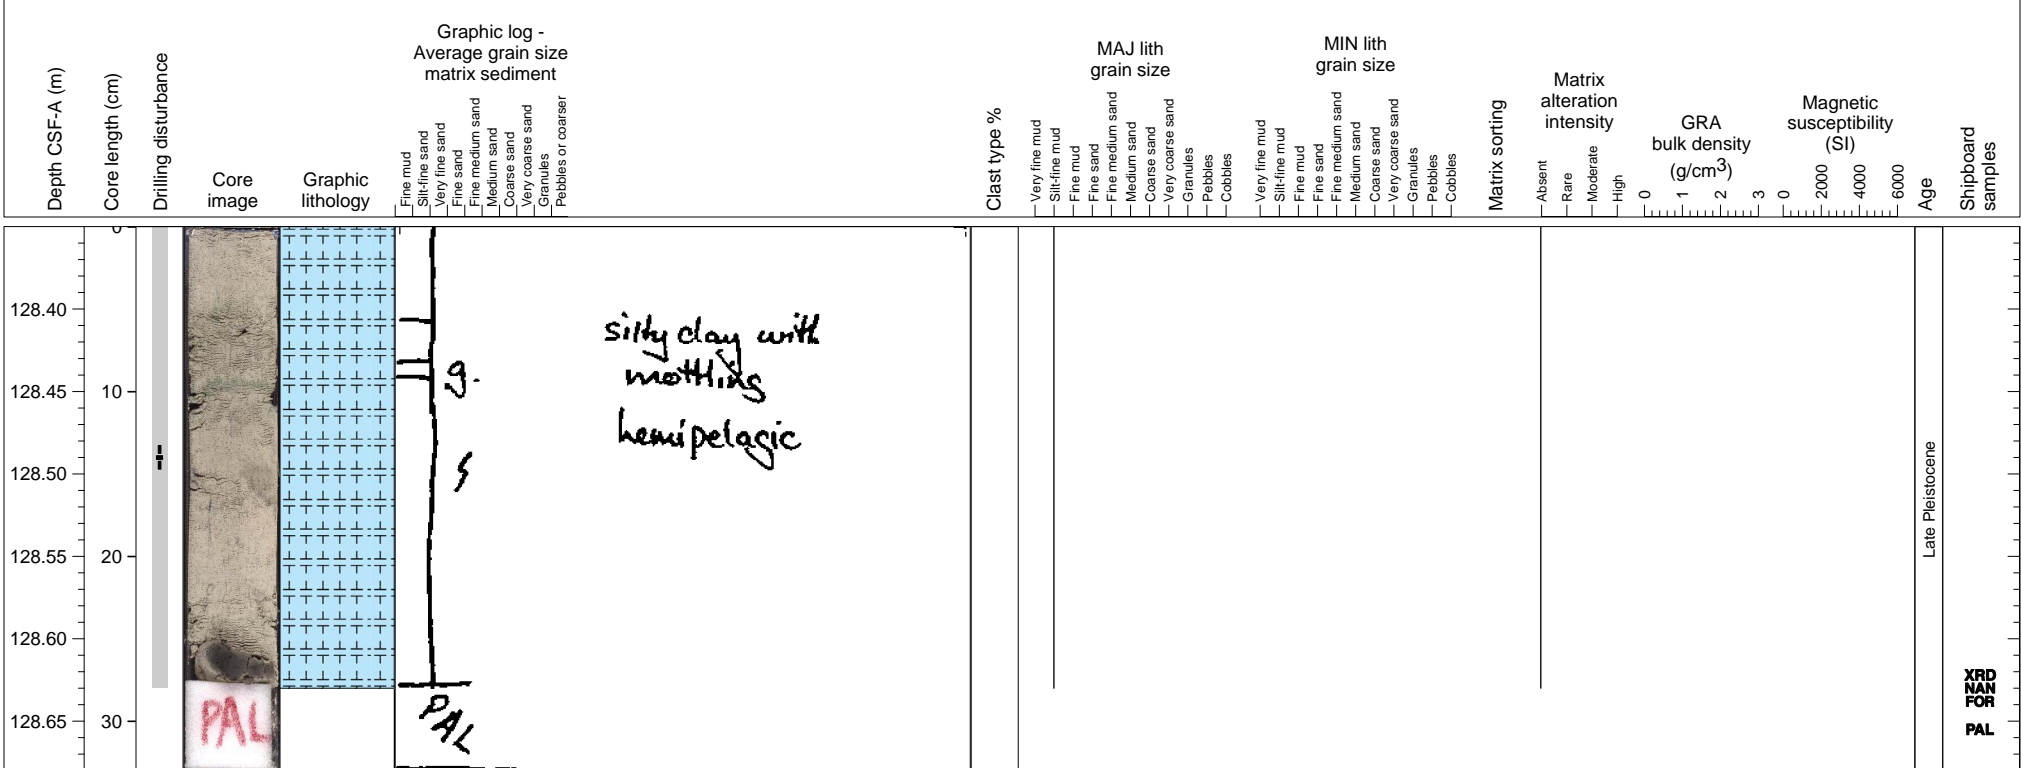 Depth CSF-A (m)
Core length (cm)
Drilling disturbance
Core
image
Graphic
lithology
Graphic log -
Average grain size
matrix sediment
Fine mud
Silt-fine sand
Very fine sand
Fine sand
Fine medium sand
Medium sand
Coarse sand
Very coarse sand
Granules
Pebbles or coarser
Clast type %
MAJ lith
grain size
Very fine mud
Silt-fine mud
Fine mud
Fine sand
Fine medium sand
Medium sand
Coarse sand
Very coarse sand
Granules
Pebbles
Cobbles
MIN lith
grain size
Very fine mud
Silt-fine mud
Fine mud
Fine sand
Fine medium sand
Medium sand
Coarse sand
Very coarse sand
Granules
Pebbles
Cobbles
Matrix sorting
Matrix
alteration
intensity
Absent
Rare
Moderate
High
GRA
bulk density
(g/cm3)
0 1 2 3
Magnetic
susceptibility
(SI)
0 2000 4000 6000
Age
Shipboard
samples
0
128.40
128.45 10
128.50
128.55 20
128.60
128.65 30
g.
silty clay with
mottling
hemipelagic
Late Pleistocene
PAL
PAL
XRD
NAN
FOR
PAL